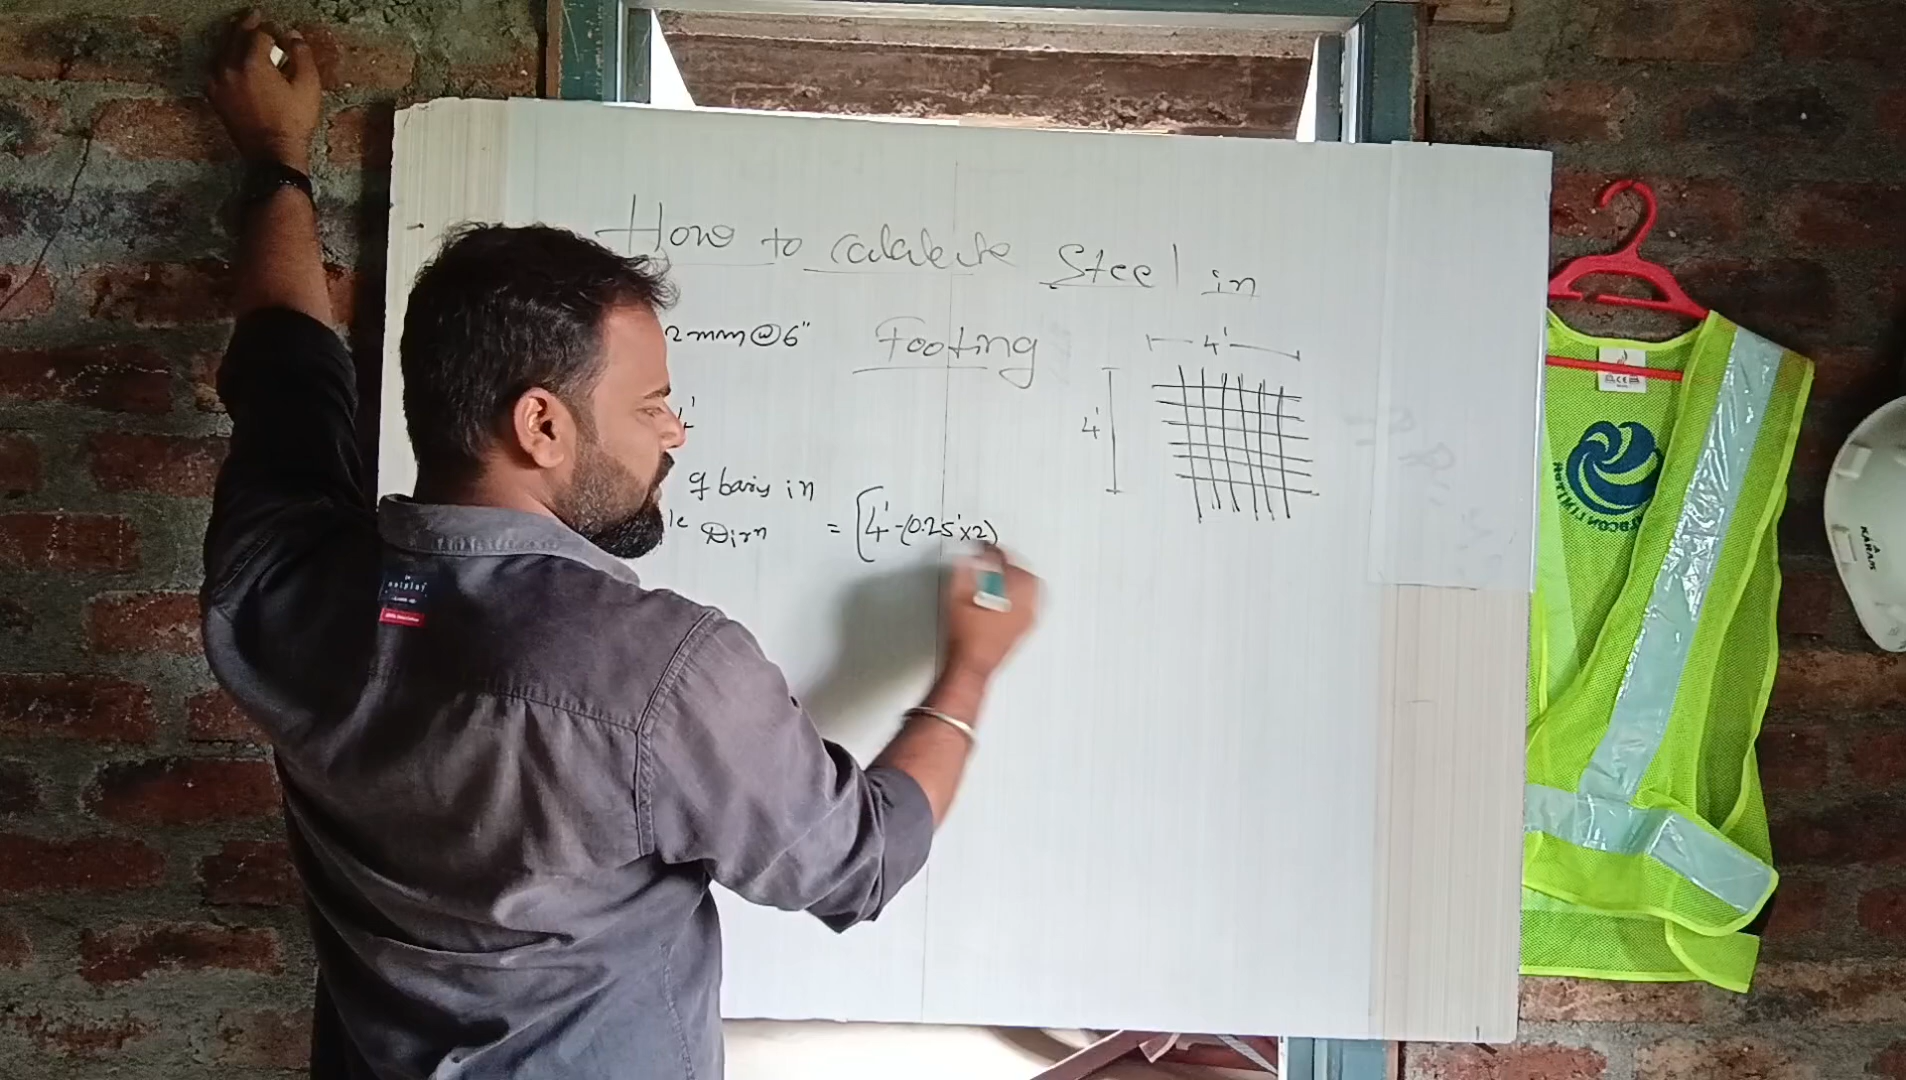 How to calculate Steel in
Footing
2mm@6"
4'
4'
4'
of bars in
Dirn = [4'-(0.25'x2)
KARAM